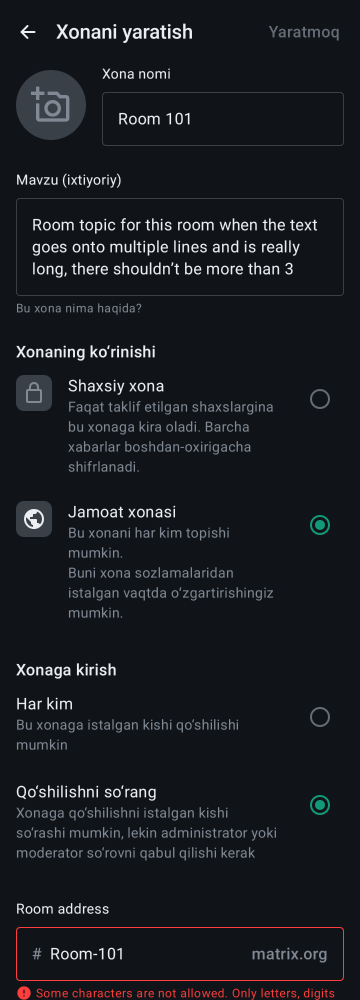 Xonani yaratish
Yaratmoq
Xona nomi
Room 101
Mavzu (ixtiyoriy)
Room topic for this room when the text
goes onto multiple lines and is really
long, there shouldn’t be more than 3
Bu xona nima haqida?
Xonaning ko‘rinishi
Shaxsiy xona
Faqat taklif etilgan shaxslargina
bu xonaga kira oladi. Barcha
xabarlar boshdan-oxirigacha
shifrlanadi.
Jamoat xonasi
Bu xonani har kim topishi
mumkin.
Buni xona sozlamalaridan
istalgan vaqtda o‘zgartirishingiz
mumkin.
Xonaga kirish
Har kim
Bu xonaga istalgan kishi qo‘shilishi
mumkin
Qo‘shilishni so‘rang
Xonaga qo‘shilishni istalgan kishi
so‘rashi mumkin, lekin administrator yoki
moderator so‘rovni qabul qilishi kerak
Room address
# Room-101 matrix.org
Some characters are not allowed. Only letters, digits